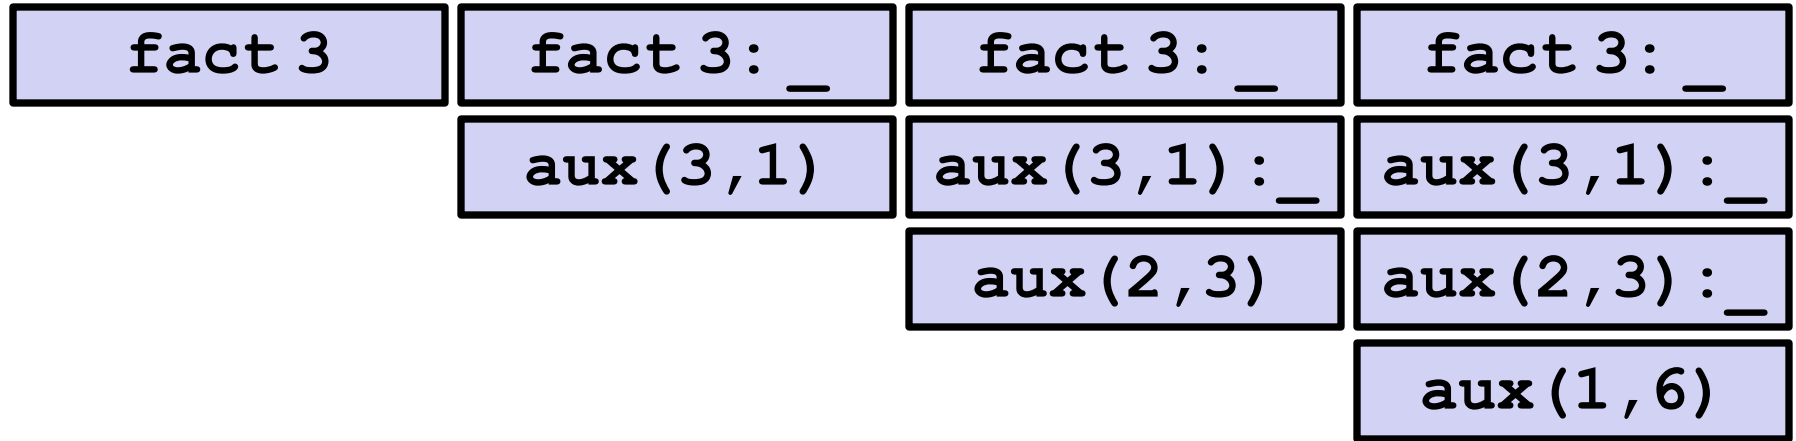 fact 3 fact 3:_ fact 3:_ fact 3:_
aux(3,1) aux(3,1):_ aux(3,1):_
aux(2,3) aux(2,3):_
aux(1,6)